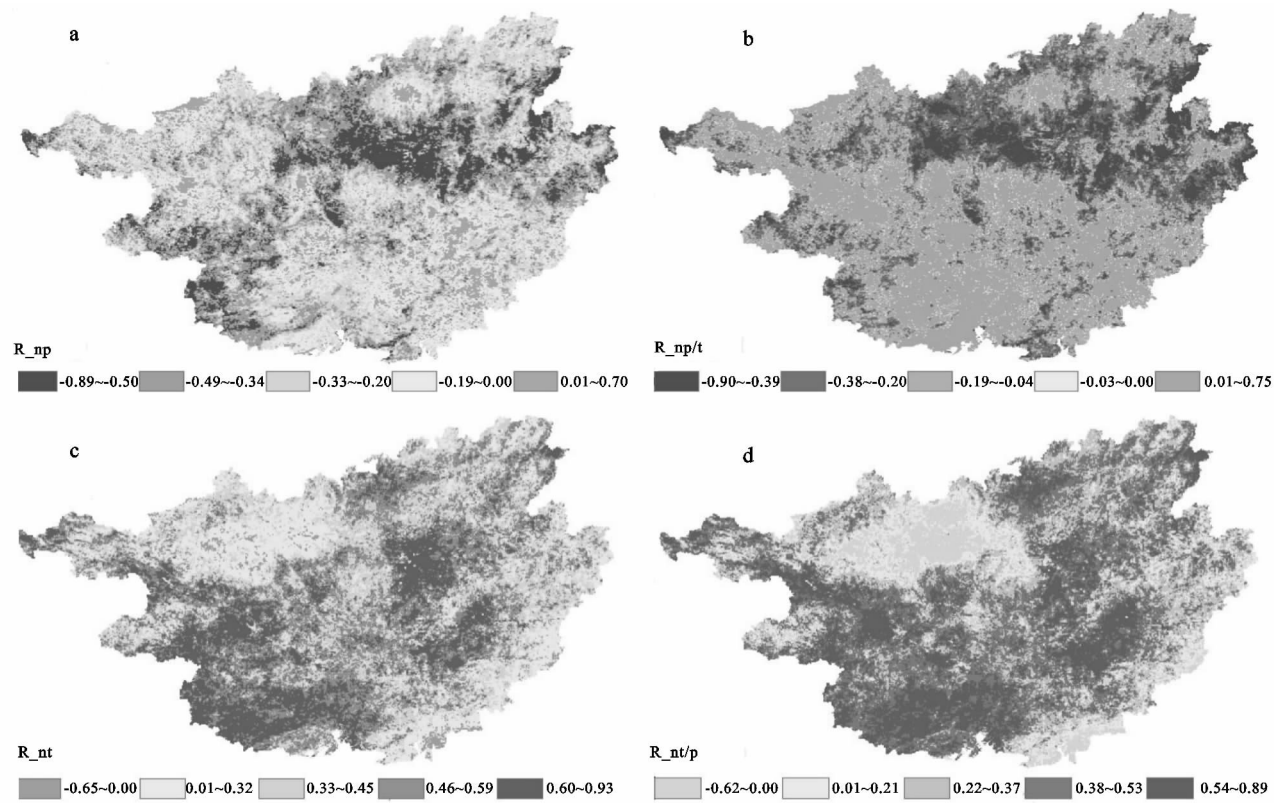 a
b
R_np
-0.89~-0.50 -0.49~-0.34 -0.33~-0.20 -0.19~0.00 0.01~0.70
R_np/t
-0.90~-0.39 -0.38~-0.20 -0.19~-0.04 -0.03~0.00 0.01~0.75
c
d
R_nt
-0.65~0.00 0.01~0.32 0.33~0.45 0.46~0.59 0.60~0.93
R_nt/p
-0.62~0.00 0.01~0.21 0.22~0.37 0.38~0.53 0.54~0.89